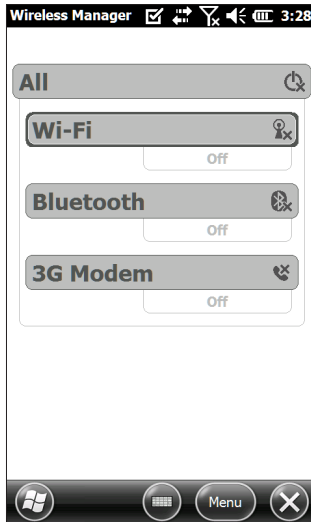 Wireless Manager 3:28
All
Wi-Fi
Off
Bluetooth
Off
3G Modem
Off
Menu